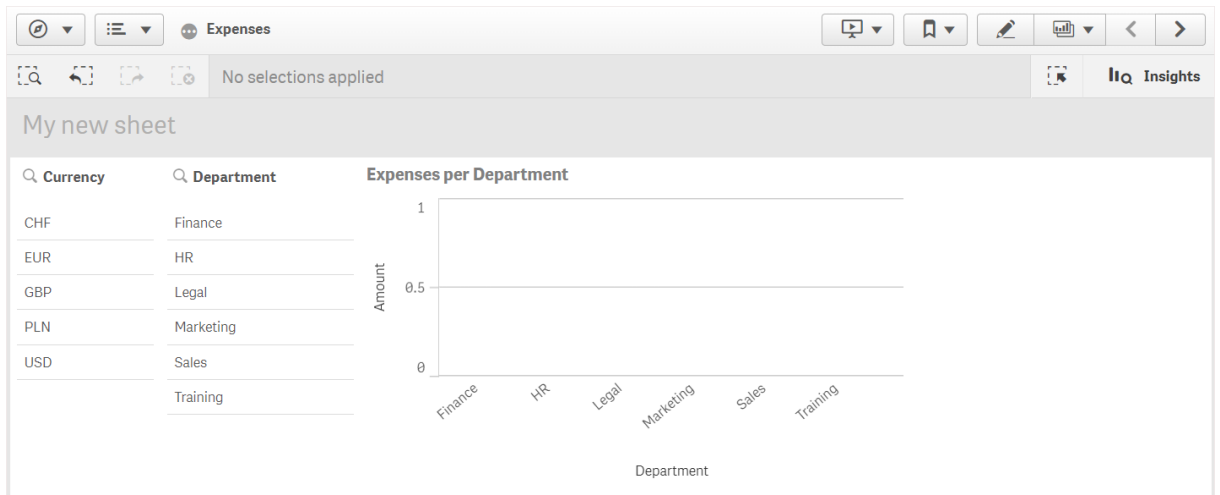 Expenses
No selections applied
Insights
My new sheet
Currency
CHF
EUR
GBP
PLN
USD
Department
Finance
HR
Legal
Marketing
Sales
Training
Expenses per Department
Amount
1
0.5
0
Finance HR Legal Marketing Sales Training
Department